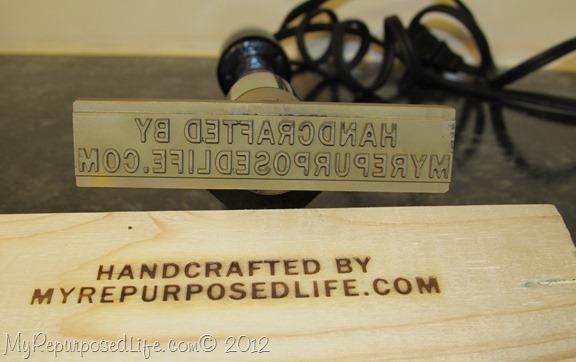 HANDCRAFTED BY
MYREPURPOSEDLIFE.COM
HANDCRAFTED BY
MYREPURPOSEDLIFE.COM
MyRepurposedLife.com© 2012